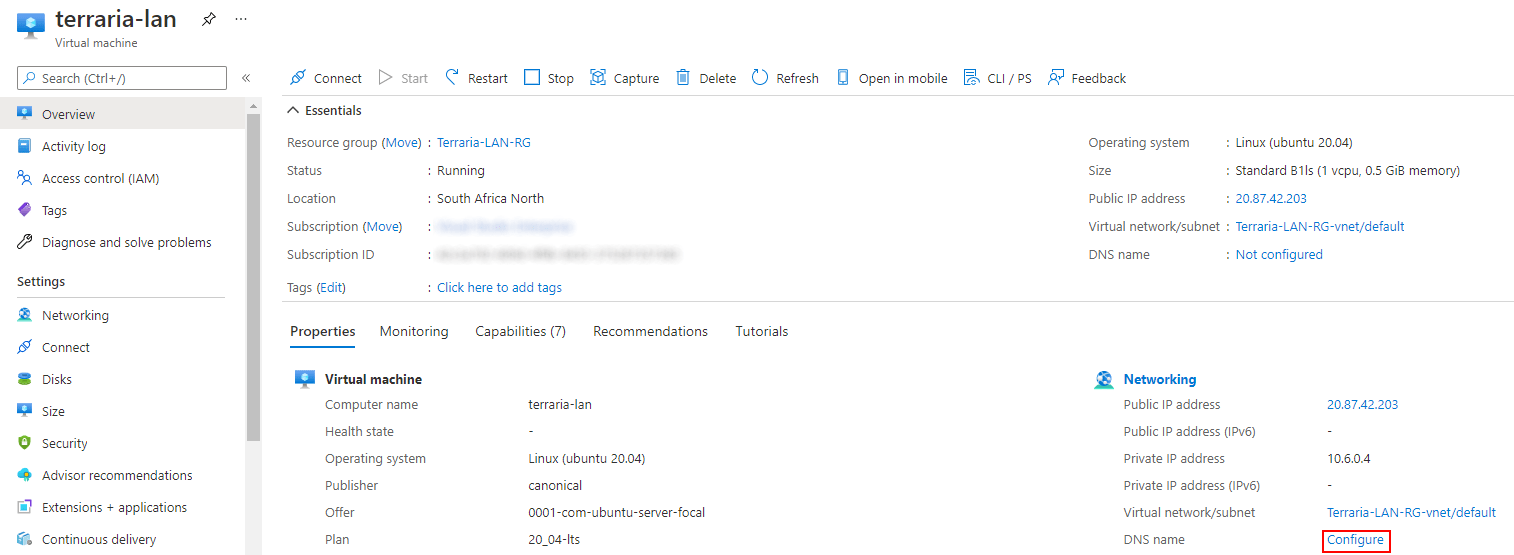 terraria-lan
Virtual machine
Search (Ctrl+/)
Overview
Activity log
Access control (IAM)
Tags
Diagnose and solve problems
Settings
Networking
Connect
Disks
Size
Security
Advisor recommendations
Extensions + applications
Continuous delivery
Connect Start Restart Stop Capture Delete Refresh Open in mobile CLI / PS Feedback
Essentials
Resource group (Move) : Terraria-LAN-RG
Status : Running
Location : South Africa North
Subscription (Move) :
Subscription ID :
Tags (Edit) : Click here to add tags
Operating system : Linux (ubuntu 20.04)
Size : Standard B1ls (1 vcpu, 0.5 GiB memory)
Public IP address : 20.87.42.203
Virtual network/subnet : Terraria-LAN-RG-vnet/default
DNS name : Not configured
Properties Monitoring Capabilities (7) Recommendations Tutorials
Virtual machine
Computer name terraria-lan
Health state -
Operating system Linux (ubuntu 20.04)
Publisher canonical
Offer 0001-com-ubuntu-server-focal
Plan 20_04-lts
Networking
Public IP address 20.87.42.203
Public IP address (IPv6) -
Private IP address 10.6.0.4
Private IP address (IPv6) -
Virtual network/subnet Terraria-LAN-RG-vnet/default
DNS name Configure